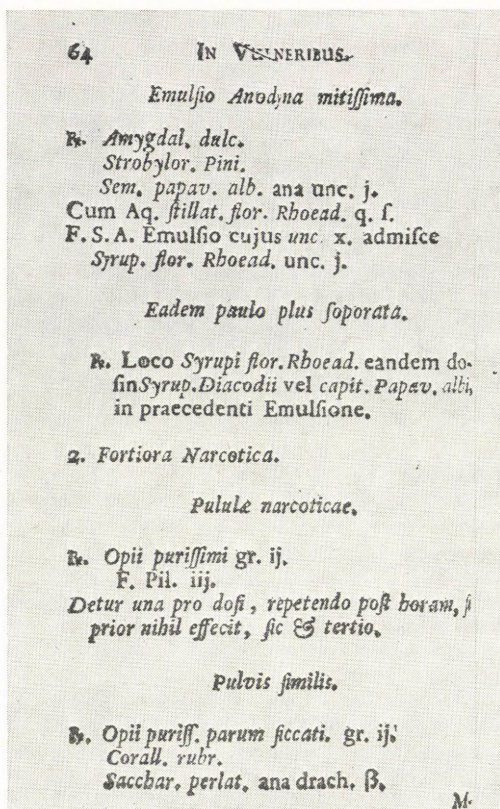 64 IN VULNERIBUS.
Emulſio Anodyna mitiſſima.
℞. Amygdal. dulc.
Strobylor. Pini.
Sem. papav. alb. ana unc. j.
Cum Aq. ſtillat. flor. Rhoead. q. ſ.
F. S. A. Emulſio cujus unc. x. admiſce
Syrup. flor. Rhoead. unc. j.
Eadem paulo plus ſoporata.
℞. Loco Syrupi flor. Rhoead. eandem do-
ſin Syrup. Diacodii vel capit. Papav. albi,
in praecedenti Emulſione.
2. Fortiora Narcotica.
Pululæ narcoticae.
℞. Opii puriſſimi gr. ij.
F. Pil. iij.
Detur una pro doſi, repetendo poſt horam, ſi
prior nihil effecit, ſic & tertio.
Pulvis ſimilis.
℞. Opii puriſſ. parum ſiccati. gr. ij.
Corall. rubr.
Sacchar. perlat. ana drach. ß.
M.